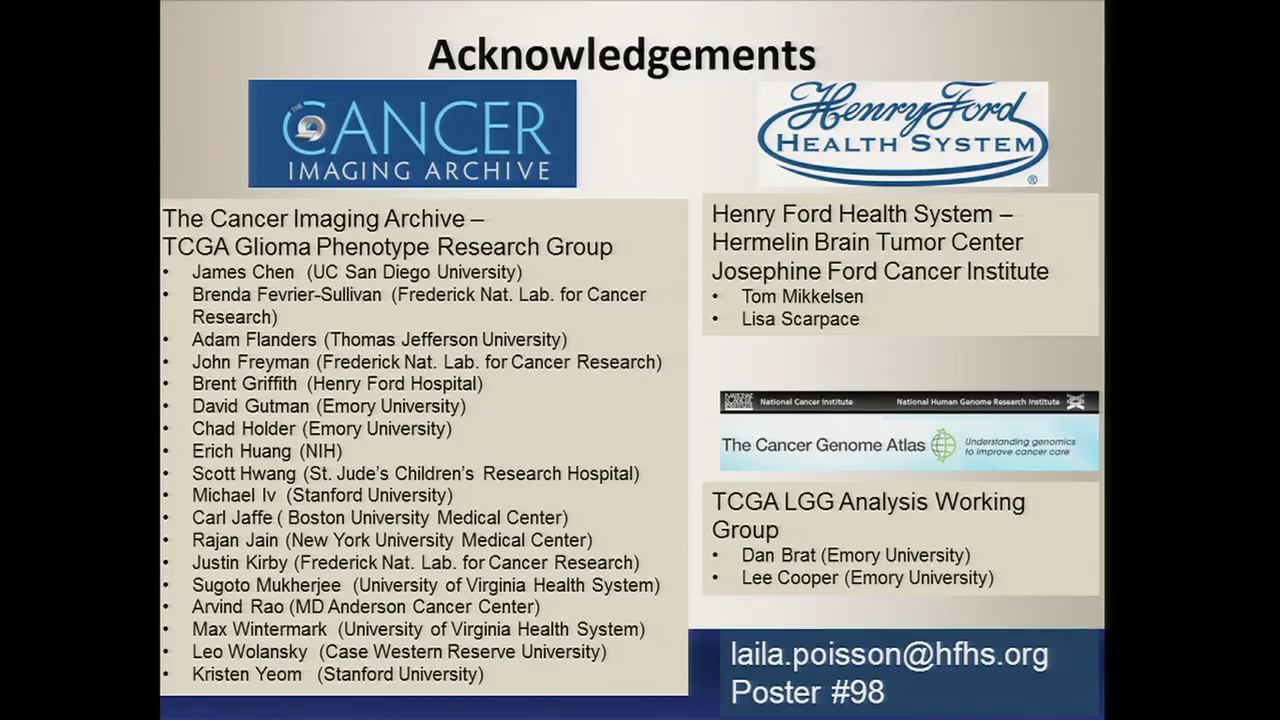 Acknowledgements
THE
CANCER
IMAGING ARCHIVE
Henry Ford
HEALTH SYSTEM
®
The Cancer Imaging Archive –
TCGA Glioma Phenotype Research Group
• James Chen (UC San Diego University)
• Brenda Fevrier-Sullivan (Frederick Nat. Lab. for Cancer
Research)
• Adam Flanders (Thomas Jefferson University)
• John Freyman (Frederick Nat. Lab. for Cancer Research)
• Brent Griffith (Henry Ford Hospital)
• David Gutman (Emory University)
• Chad Holder (Emory University)
• Erich Huang (NIH)
• Scott Hwang (St. Jude's Children's Research Hospital)
• Michael Iv (Stanford University)
• Carl Jaffe ( Boston University Medical Center)
• Rajan Jain (New York University Medical Center)
• Justin Kirby (Frederick Nat. Lab. for Cancer Research)
• Sugoto Mukherjee (University of Virginia Health System)
• Arvind Rao (MD Anderson Cancer Center)
• Max Wintermark (University of Virginia Health System)
• Leo Wolansky (Case Western Reserve University)
• Kristen Yeom (Stanford University)
Henry Ford Health System –
Hermelin Brain Tumor Center
Josephine Ford Cancer Institute
• Tom Mikkelsen
• Lisa Scarpace
NATIONAL CANCER INSTITUTE
National Cancer Institute
National Human Genome Research Institute
The Cancer Genome Atlas
Understanding genomics
to improve cancer care
TCGA LGG Analysis Working
Group
• Dan Brat (Emory University)
• Lee Cooper (Emory University)
laila.poisson@hfhs.org
Poster #98